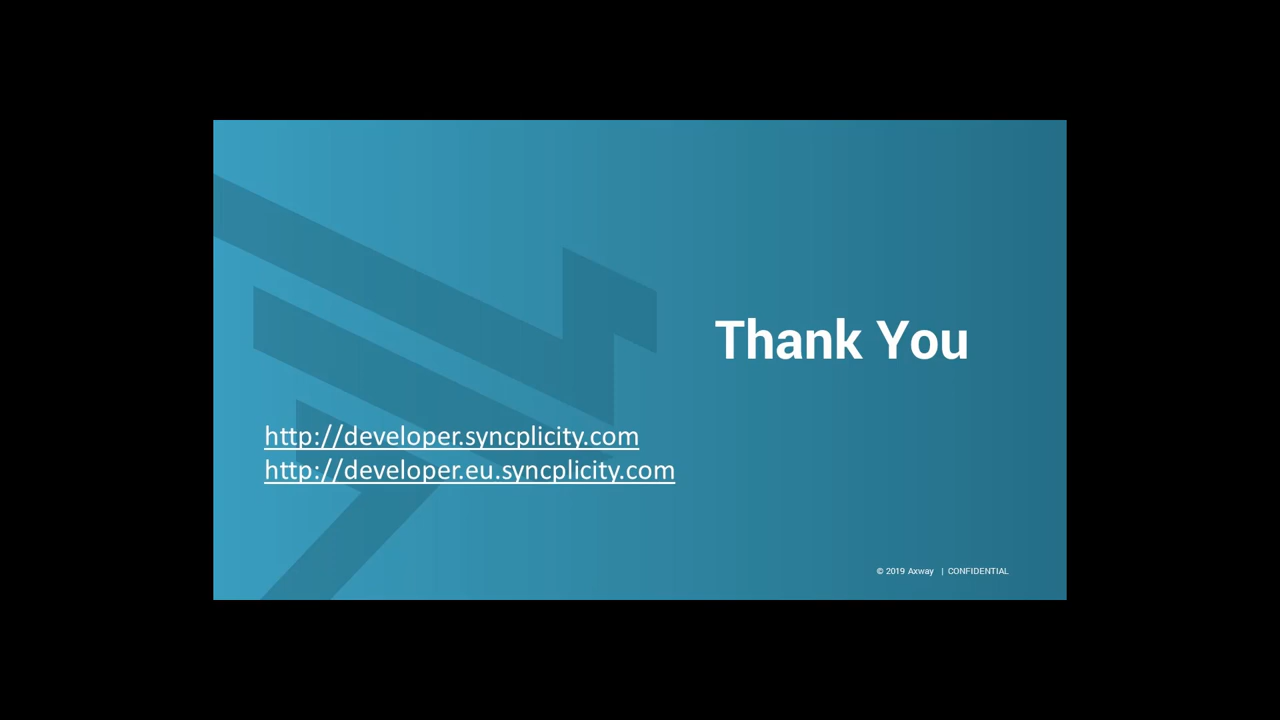 Thank You
http://developer.syncplicity.com
http://developer.eu.syncplicity.com
© 2019 Axway | CONFIDENTIAL